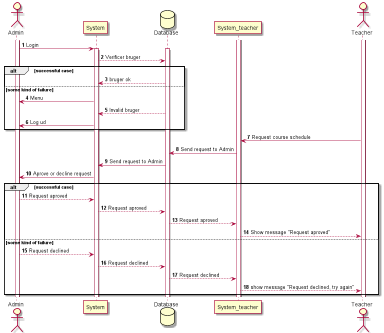 Admin System Database System_teacher Teacher
1 Login
2 Verificer bruger
alt [successful case]
3 bruger ok
[some kind of failure]
4 Menu
5 Invalid bruger
6 Log ud
7 Request course schedule
8 Send request to Admin
9 Send request to Admin
10 Aprove or decline request
alt [successful case]
11 Request aproved
12 Request aproved
13 Request aproved
14 Show message "Request aproved"
[some kind of failure]
15 Request declined
16 Request declined
17 Request declined
18 show message "Request declined, try again"
Admin System Database System_teacher Teacher